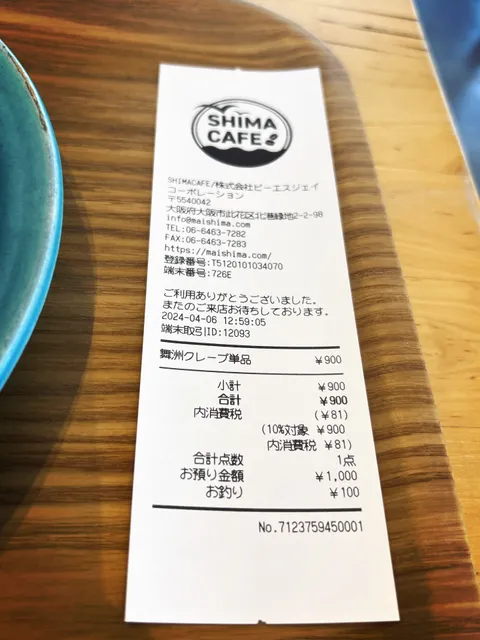 SHIMA
CAFE
SHIMACAFE/株式会社ピーエスジェイ
コーポレーション
〒5540042
大阪府大阪市此花区北港緑地2-2-98
info@maishima.com
TEL:06-6463-7282
FAX:06-6463-7283
https://maishima.com/
登録番号:T5120101034070
端末番号:726E
ご利用ありがとうございました。
またのご来店お待ちしております。
2024-04-06 12:59:05
端末取引ID:12093
舞洲クレープ単品 ¥900
小計 ¥900
合計 ¥900
内消費税 (¥81)
(10%対象 ¥900
内消費税 ¥81)
合計点数 1点
お預り金額 ¥1,000
お釣り ¥100
No.7123759450001